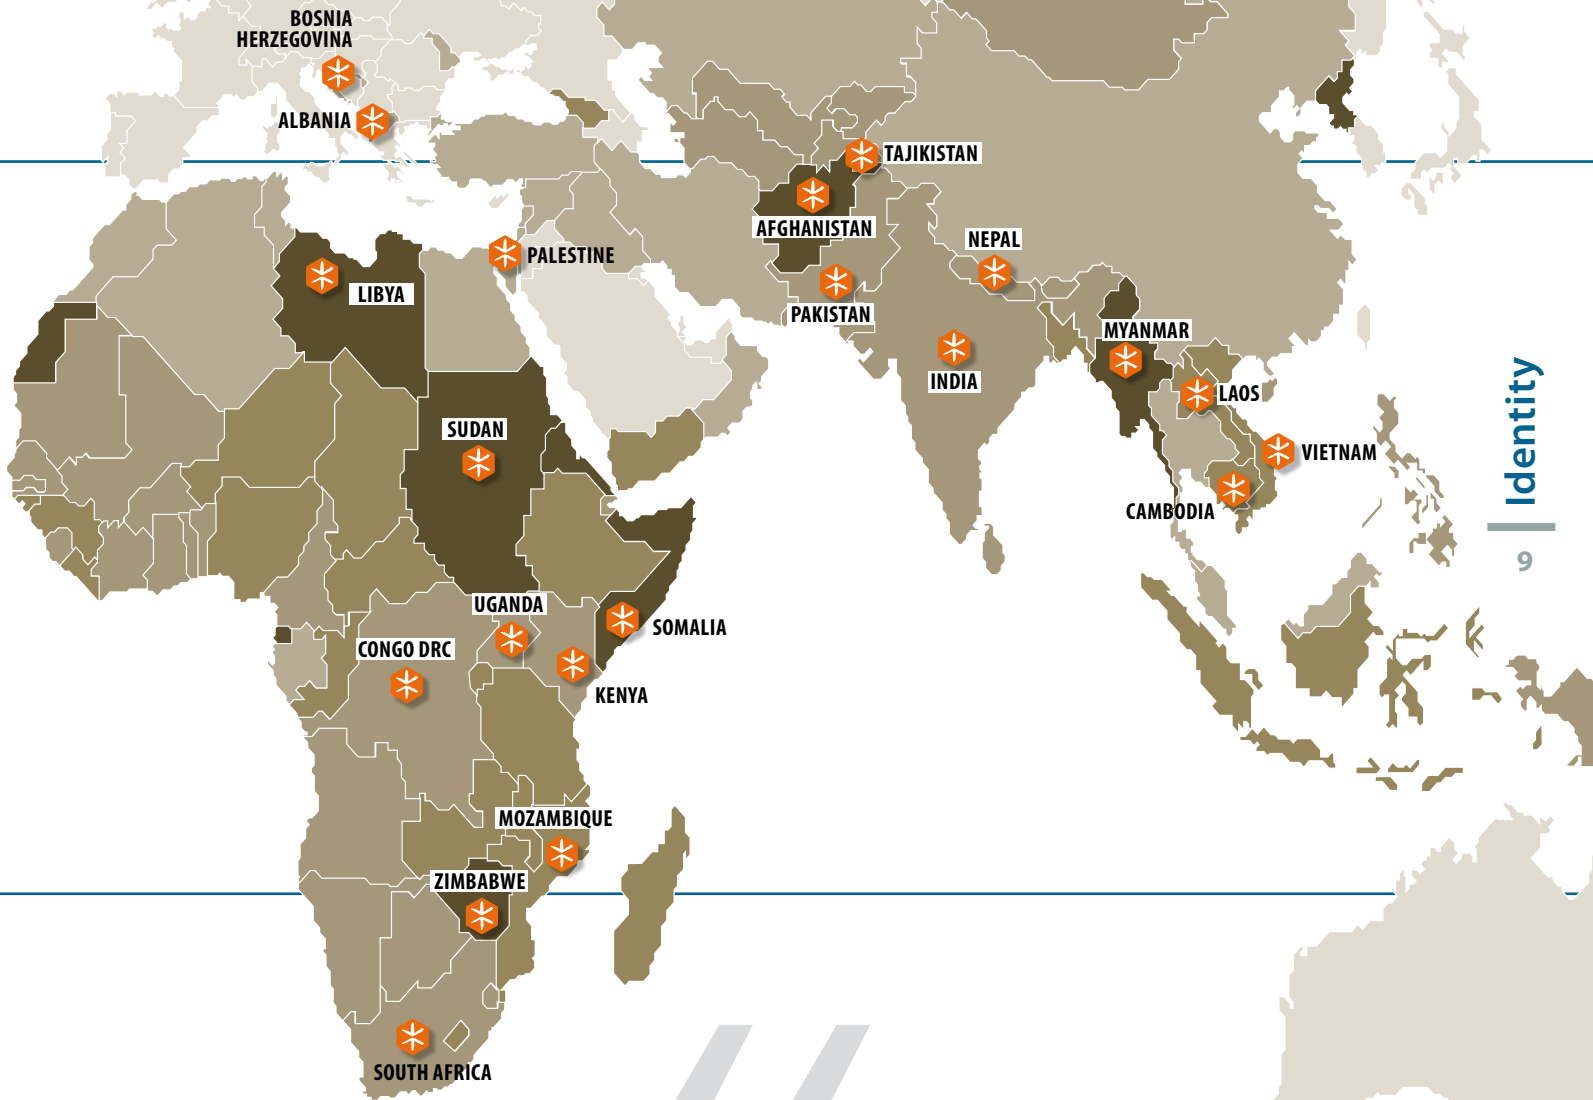 BOSNIA
HERZEGOVINA
ALBANIA
TAJIKISTAN
AFGHANISTAN
PALESTINE
NEPAL
LIBYA
PAKISTAN
MYANMAR
INDIA
LAOS
SUDAN
VIETNAM
CAMBODIA
UGANDA
SOMALIA
CONGO DRC
KENYA
MOZAMBIQUE
ZIMBABWE
SOUTH AFRICA
Identity
9